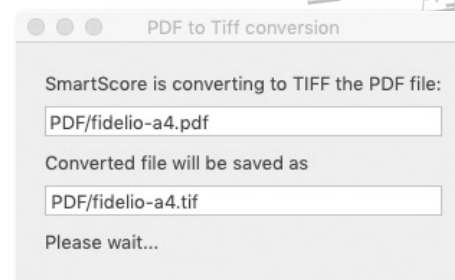 PDF to Tiff conversion
SmartScore is converting to TIFF the PDF file:
PDF/fidelio-a4.pdf
Converted file will be saved as
PDF/fidelio-a4.tif
Please wait...